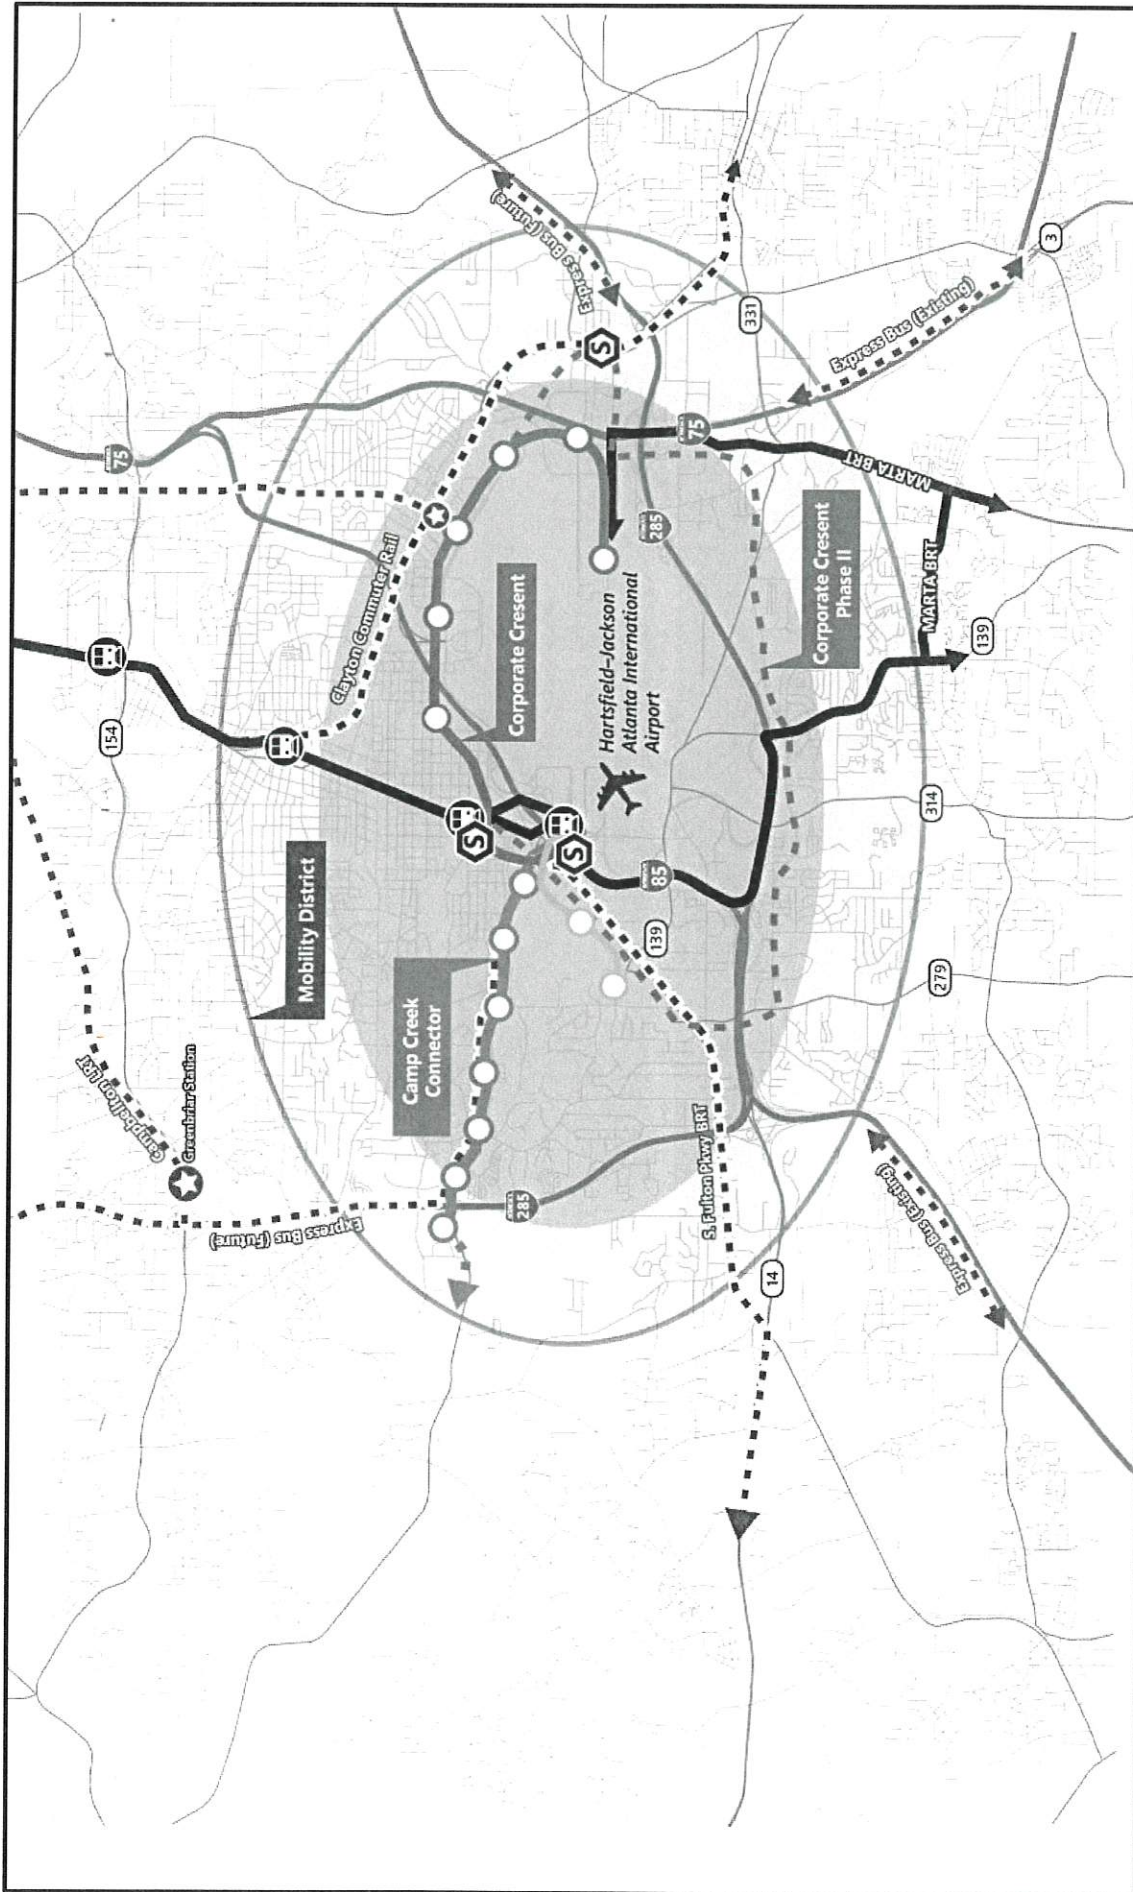 154
75
Campbellton LRT
Greenbriar Station
Mobility District
Clayton Commuter Rail
Express Bus (Future)
Camp Creek
Connector
Corporate Cresent
Express Bus (Future)
285
S
S
S
Hartsfield–Jackson
Atlanta International
Airport
139
85
285
75
331
S. Fulton Pkwy BRT
14
Corporate Cresent
Phase II
MARTA BRT
Express Bus (Existing)
3
279
314
MARTA BRT
139
Express Bus (Existing)